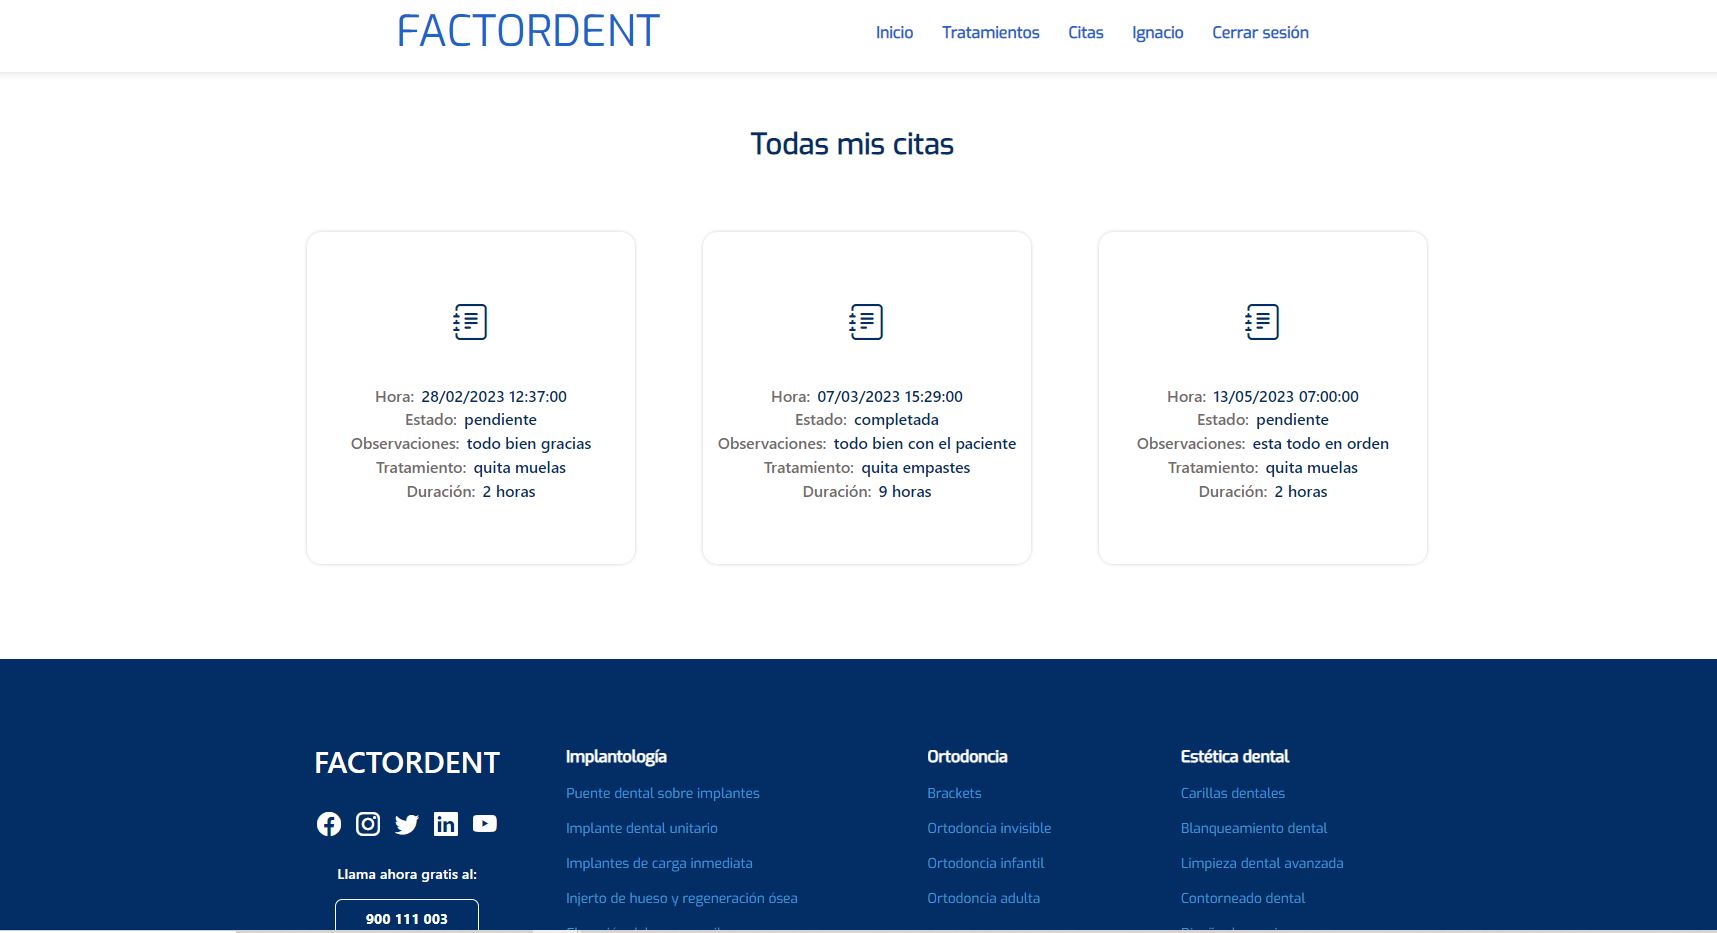 FACTORDENT
Inicio Tratamientos Citas Ignacio Cerrar sesión
Todas mis citas
Hora: 28/02/2023 12:37:00
Estado: pendiente
Observaciones: todo bien gracias
Tratamiento: quita muelas
Duración: 2 horas
Hora: 07/03/2023 15:29:00
Estado: completada
Observaciones: todo bien con el paciente
Tratamiento: quita empastes
Duración: 9 horas
Hora: 13/05/2023 07:00:00
Estado: pendiente
Observaciones: esta todo en orden
Tratamiento: quita muelas
Duración: 2 horas
FACTORDENT
Llama ahora gratis al:
900 111 003
Implantología
Puente dental sobre implantes
Implante dental unitario
Implantes de carga inmediata
Injerto de hueso y regeneración ósea
Ortodoncia
Brackets
Ortodoncia invisible
Ortodoncia infantil
Ortodoncia adulta
Estética dental
Carillas dentales
Blanqueamiento dental
Limpieza dental avanzada
Contorneado dental